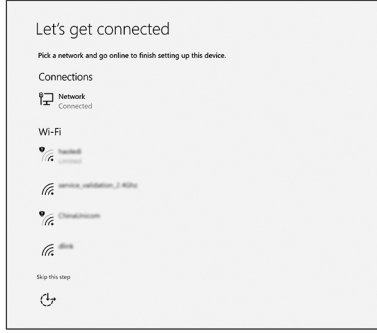 Let's get connected
Pick a network and go online to finish setting up this device.
Connections
Network
Connected
Wi-Fi
service_validation_2.4Ghz
ChinaUnicom
dlink
Skip this step